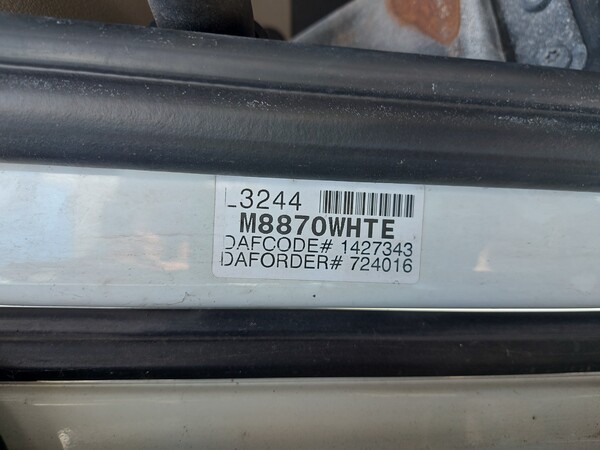 L3244
M8870WHTE
DAFCODE# 1427343
DAFORDER# 724016